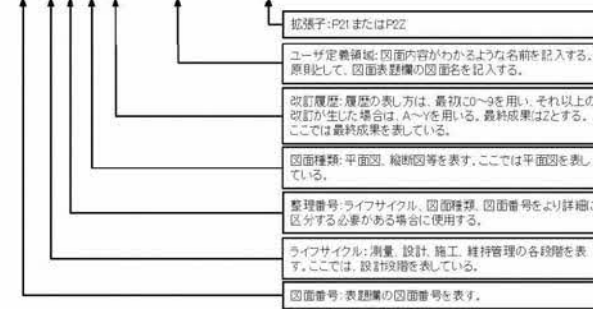 拡張子:P21 またはP2Z
ユーザ定義領域:図面内容がわかるような名前を記入する。
原則として、図面表題欄の図面名を記入する。
改訂履歴:履歴の表し方は、最初に0~9を用い、それ以上の
改訂が生じた場合は、A~Yを用いる。最終成果はZとする。
ここでは最終成果を表している。
図面種類:平面図、縦断図等を表す。ここでは平面図を表し
ている。
整理番号:ライフサイクル、図面種類、図面番号をより詳細に
区分する必要がある場合に使用する。
ライフサイクル:測量、設計、施工、維持管理の各段階を表
す。ここでは、設計段階を表している。
図面番号:表題欄の図面番号を表す。